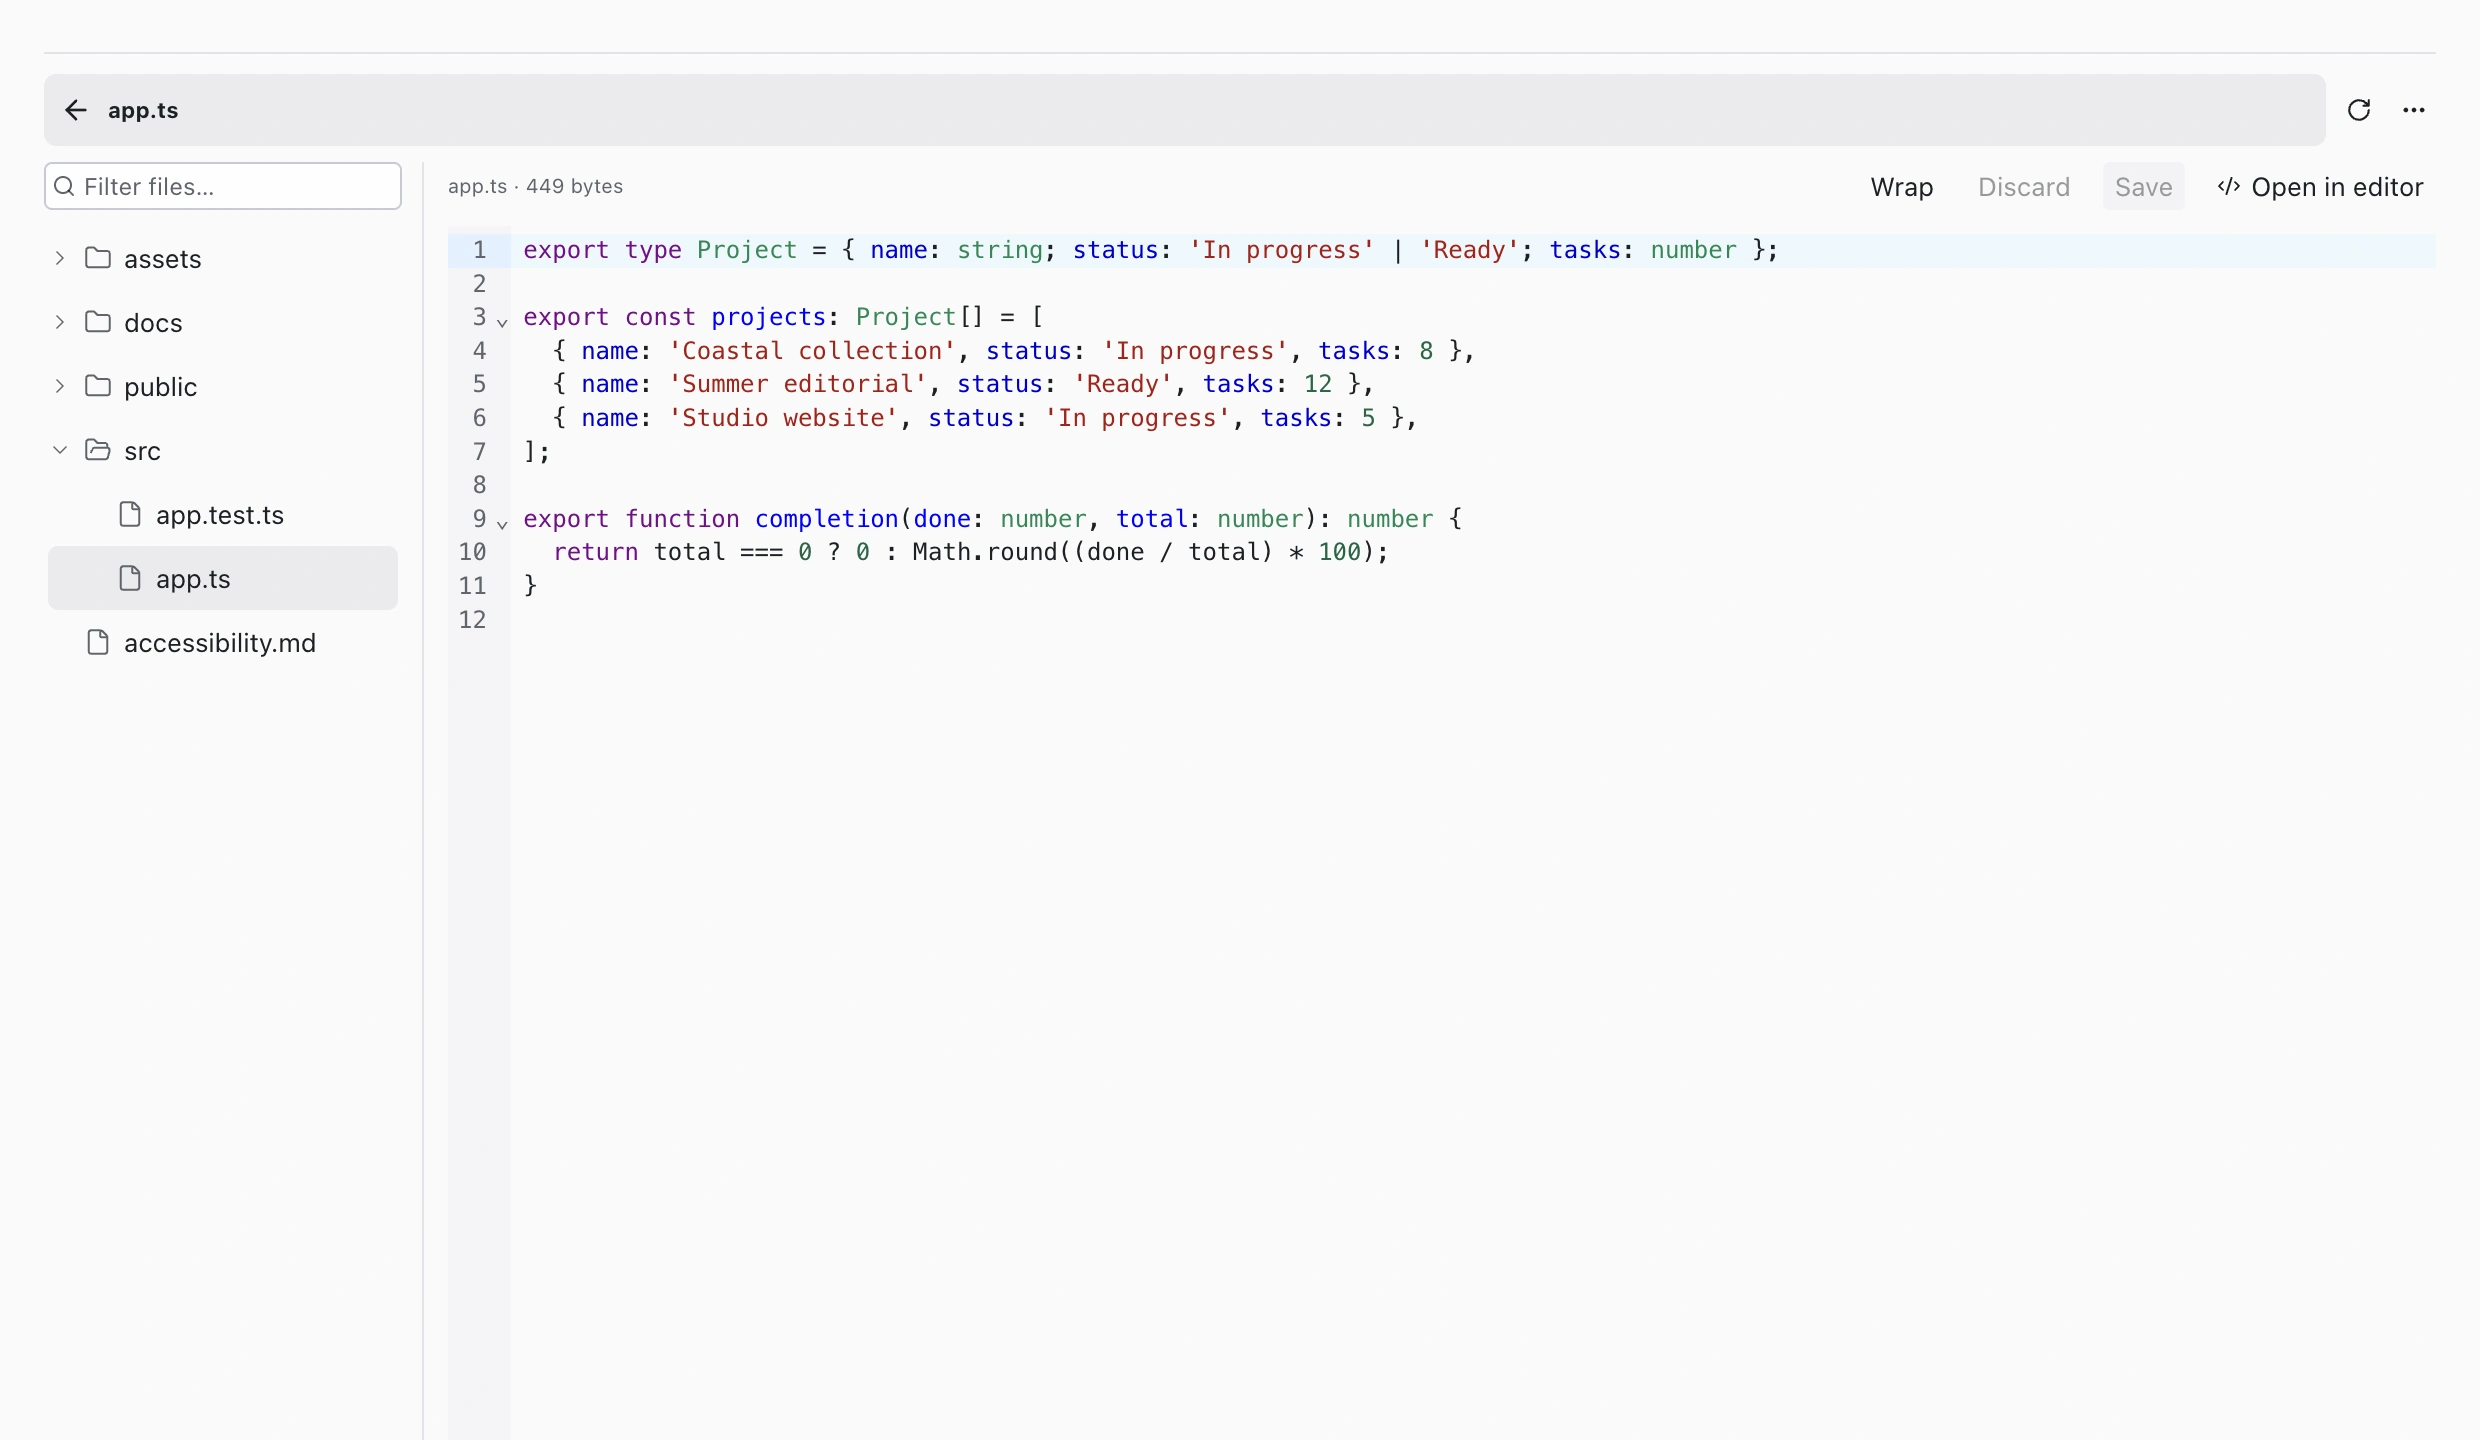 app.ts
Filter files...
assets
docs
public
src
app.test.ts
app.ts
accessibility.md
app.ts · 449 bytes
Wrap Discard Save </> Open in editor
1 export type Project = { name: string; status: 'In progress' | 'Ready'; tasks: number };
2
3 export const projects: Project[] = [
4   { name: 'Coastal collection', status: 'In progress', tasks: 8 },
5   { name: 'Summer editorial', status: 'Ready', tasks: 12 },
6   { name: 'Studio website', status: 'In progress', tasks: 5 },
7 ];
8
9 export function completion(done: number, total: number): number {
10   return total === 0 ? 0 : Math.round((done / total) * 100);
11 }
12